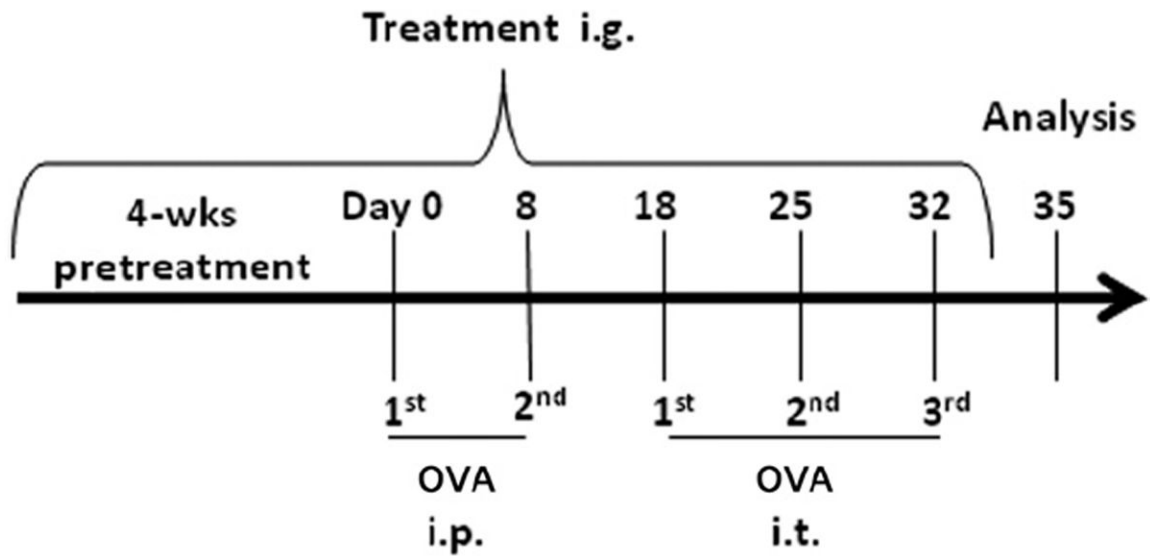 Treatment i.g.
Analysis
4-wks
pretreatment
Day 0 8 18 25 32 35
1st 2nd 1st 2nd 3rd
OVA OVA
i.p. i.t.